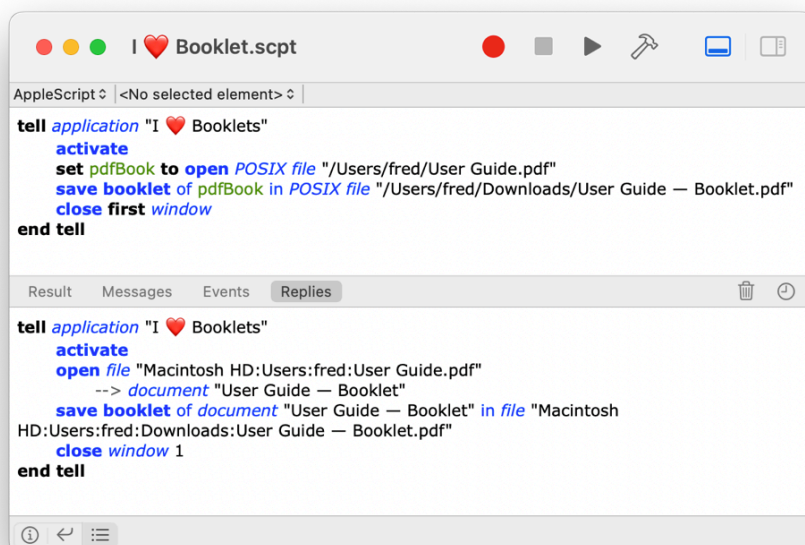 I ❤️ Booklet.scpt
AppleScript <No selected element>
tell application "I ❤️ Booklets"
activate
set pdfBook to open POSIX file "/Users/fred/User Guide.pdf"
save booklet of pdfBook in POSIX file "/Users/fred/Downloads/User Guide — Booklet.pdf"
close first window
end tell
Result Messages Events Replies
tell application "I ❤️ Booklets"
activate
open file "Macintosh HD:Users:fred:User Guide.pdf"
--> document "User Guide — Booklet"
save booklet of document "User Guide — Booklet" in file "Macintosh
HD:Users:fred:Downloads:User Guide — Booklet.pdf"
close window 1
end tell